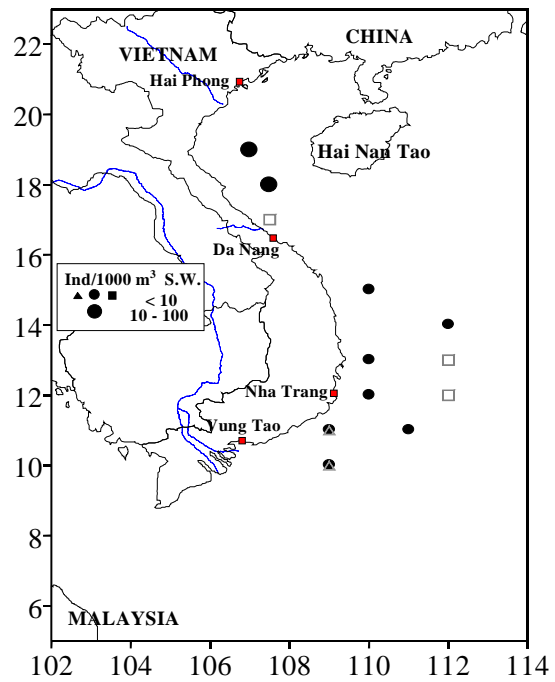 22
20
18
16
14
12
10
8
6
CHINA
VIETNAM
Hai Phong
Hai Nan Tao
Da Nang
Ind/1000 m³ S.W.
< 10
10 - 100
Nha Trang
Vung Tao
MALAYSIA
102 104 106 108 110 112 114